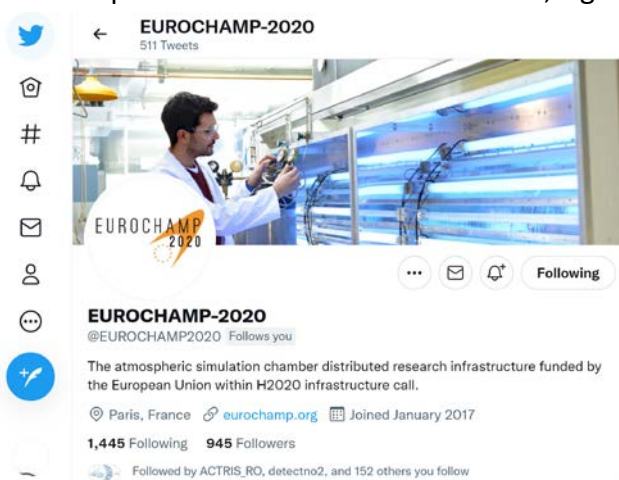 EUROCHAMP-2020
511 Tweets
EUROCHAMP
2020
Following
EUROCHAMP-2020
@EUROCHAMP2020 Follows you
The atmospheric simulation chamber distributed research infrastructure funded by
the European Union within H2020 infrastructure call.
Paris, France eurochamp.org Joined January 2017
1,445 Following 945 Followers
Followed by ACTRIS_RO, detectno2, and 152 others you follow